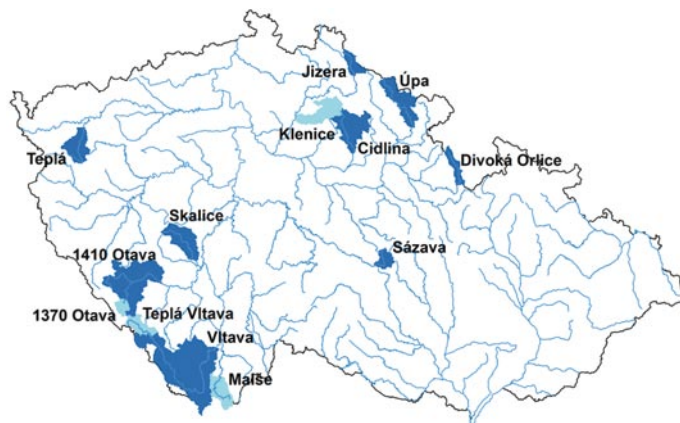 Jizera
Úpa
Klenice
Cidlina
Teplá
Divoká Orlice
Skalice
1410 Otava
Sázava
1370 Otava
Teplá Vltava
Vltava
Malše